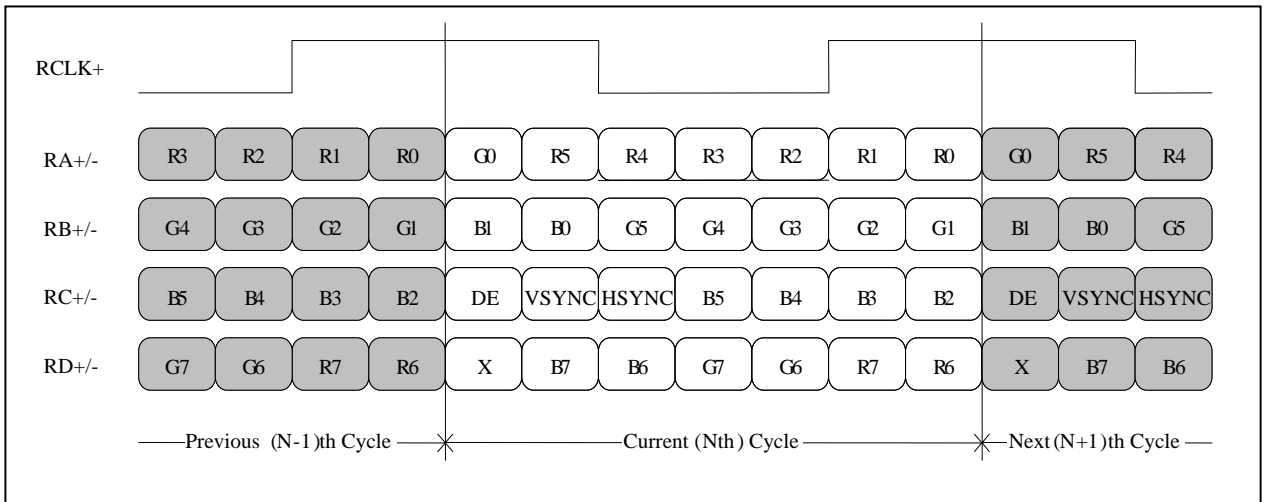 RCLK+
RA+/- R3 R2 R1 R0 G0 R5 R4 R3 R2 R1 R0 G0 R5 R4
RB+/- G4 G3 G2 G1 B1 B0 G5 G4 G3 G2 G1 B1 B0 G5
RC+/- B5 B4 B3 B2 DE VSYNC HSYNC B5 B4 B3 B2 DE VSYNC HSYNC
RD+/- G7 G6 R7 R6 X B7 B6 G7 G6 R7 R6 X B7 B6
Previous (N-1)th Cycle Current (Nth) Cycle Next (N+1)th Cycle